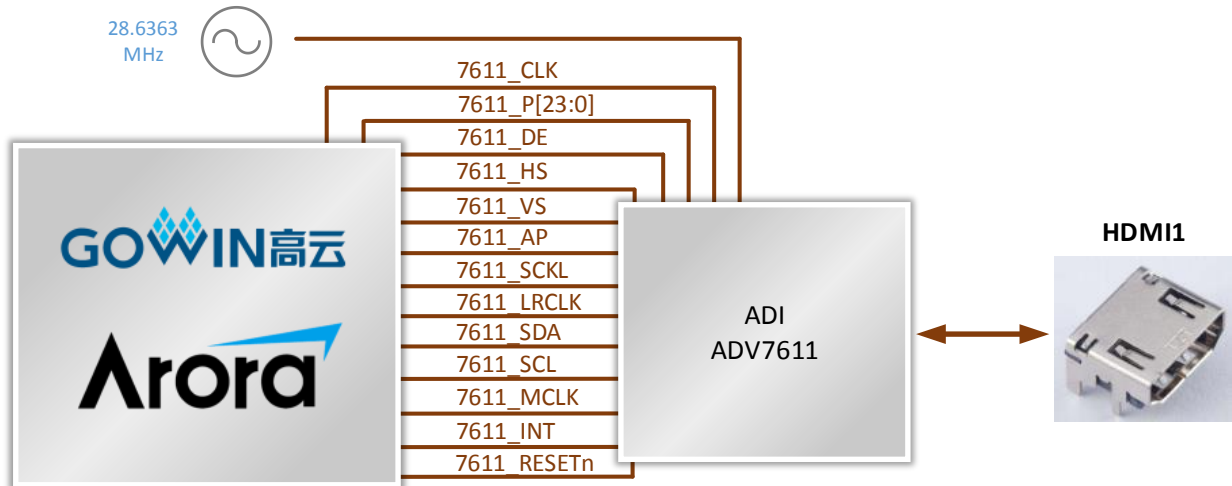 28.6363
MHz
7611_CLK
7611_P[23:0]
7611_DE
7611_HS
7611_VS
7611_AP
7611_SCKL
7611_LRCLK
7611_SDA
7611_SCL
7611_MCLK
7611_INT
7611_RESETn
GOWIN高云
Arora
ADI
ADV7611
HDMI1